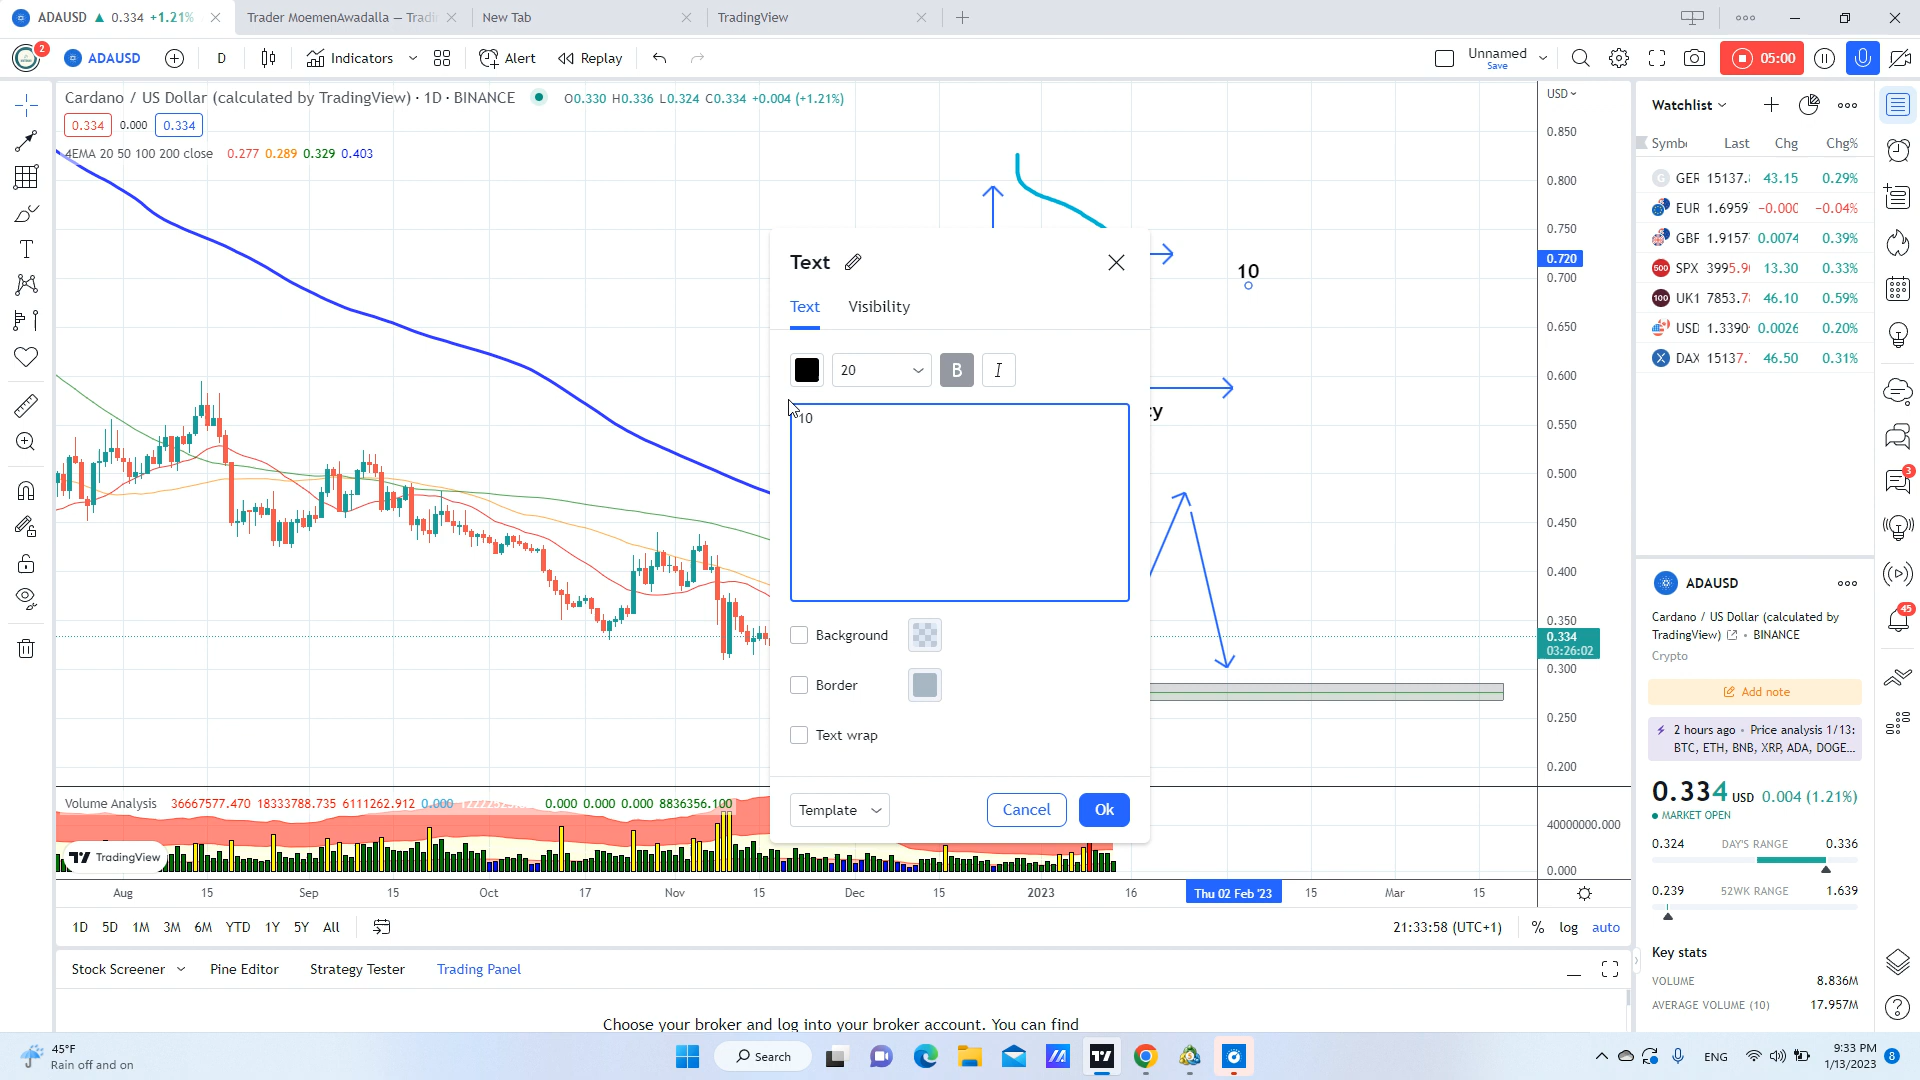 ADAUSD ▲ 0.334 +1.21%
Trader MoemenAwadalla — Tradi
New Tab
TradingView
2
ADAUSD
D
Indicators
Alert
Replay
Unnamed
Save
05:00
Cardano / US Dollar (calculated by TradingView) · 1D · BINANCE
O0.330 H0.336 L0.324 C0.334 +0.004 (+1.21%)
0.334 0.000 0.334
4EMA 20 50 100 200 close 0.277 0.289 0.329 0.403
10
cy
USD
0.850
0.800
0.750
0.720
0.700
0.650
0.600
0.550
0.500
0.450
0.400
0.350
0.334
03:26:02
0.300
0.250
0.200
40000000.000
0.000
Text
Text
Visibility
20
B
I
10
Background
Border
Text wrap
Template
Cancel
Ok
Volume Analysis 36667577.470 18333788.735 6111262.912 0.000
0.000 0.000 0.000 8836356.100
TradingView
Aug 15 Sep 15 Oct 17 Nov 15 Dec 15 2023 16 Thu 02 Feb '23 15 Mar 15
1D 5D 1M 3M 6M YTD 1Y 5Y All
21:33:58 (UTC+1)
% log auto
Stock Screener
Pine Editor
Strategy Tester
Trading Panel
Choose your broker and log into your broker account. You can find
Watchlist
Symb Last Chg Chg%
GER 15137. 43.15 0.29%
EUR 1.6959 −0.000 −0.04%
GBF 1.9157 0.0074 0.39%
500 SPX 3995.9 13.30 0.33%
100 UK1 7853.7 46.10 0.59%
USD 1.3390 0.0026 0.20%
DAX 15137. 46.50 0.31%
ADAUSD
Cardano / US Dollar (calculated by
TradingView) • BINANCE
Crypto
Add note
2 hours ago • Price analysis 1/13:
BTC, ETH, BNB, XRP, ADA, DOGE...
0.334 USD 0.004 (1.21%)
MARKET OPEN
0.324 DAY'S RANGE 0.336
0.239 52WK RANGE 1.639
Key stats
VOLUME 8.836M
AVERAGE VOLUME (10) 17.957M
3
45
45°F
Rain off and on
Search
ENG
9:33 PM
1/13/2023
8